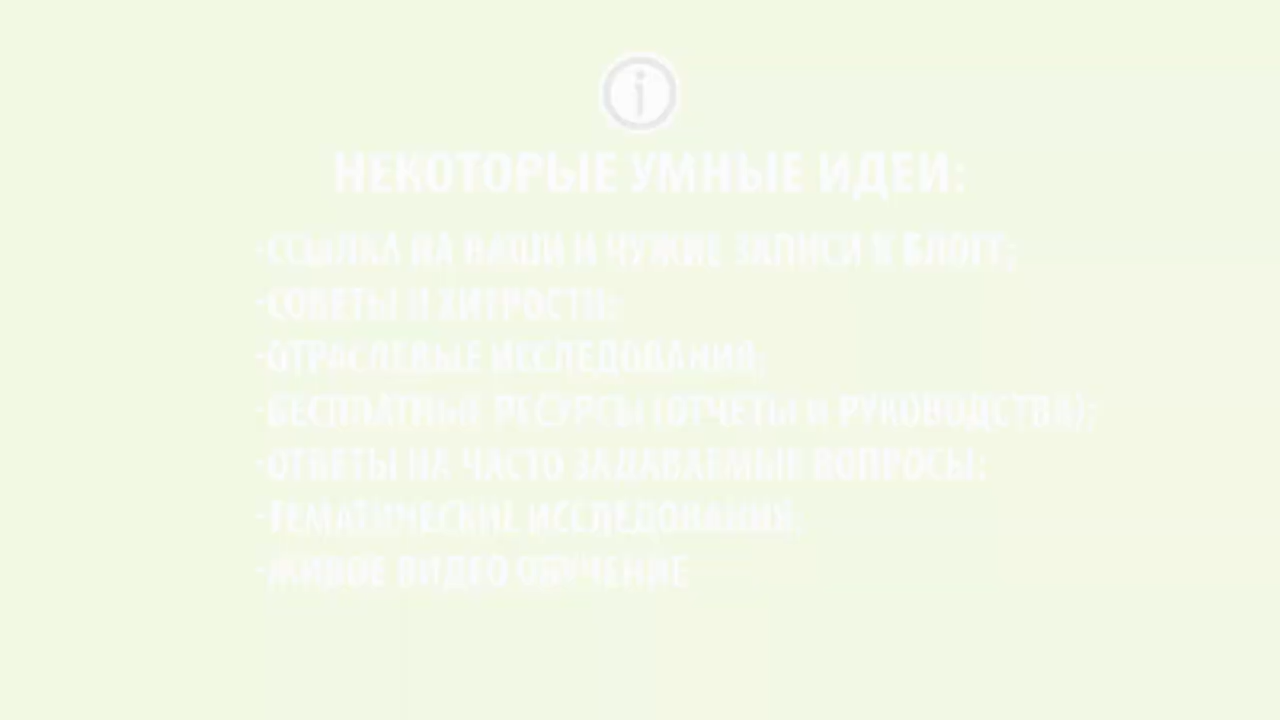 НЕКОТОРЫЕ УМНЫЕ ИДЕИ:
-ССЫЛКА НА ВАШИ И ЧУЖИЕ ЗАПИСИ В БЛОГЕ;
-СОВЕТЫ И ХИТРОСТИ;
-ОТРАСЛЕВЫЕ ИССЛЕДОВАНИЯ;
-БЕСПЛАТНЫЕ РЕСУРСЫ (ОТЧЕТЫ И РУКОВОДСТВА);
-ОТВЕТЫ НА ЧАСТО ЗАДАВАЕМЫЕ ВОПРОСЫ;
-ТЕМАТИЧЕСКИЕ ИССЛЕДОВАНИЯ;
-ЖИВОЕ ВИДЕО ОБУЧЕНИЕ